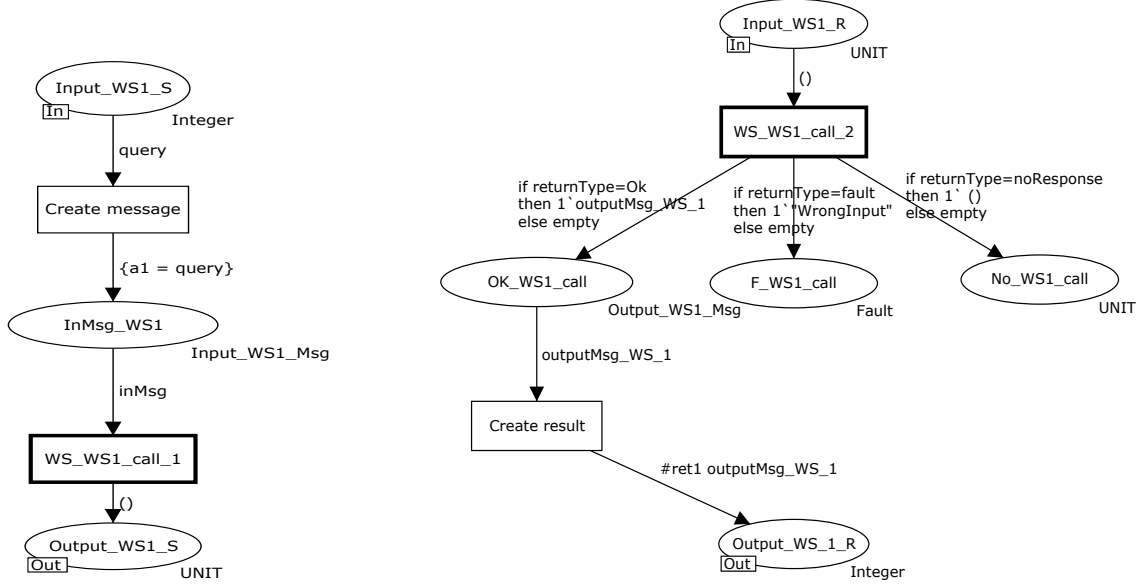 Input_WS1_S
In
Integer
query
Create message
{a1 = query}
InMsg_WS1
Input_WS1_Msg
inMsg
WS_WS1_call_1
()
Output_WS1_S
Out
UNIT
Input_WS1_R
In
UNIT
()
WS_WS1_call_2
if returnType=Ok
then 1`outputMsg_WS_1
else empty
if returnType=fault
then 1`"WrongInput"
else empty
if returnType=noResponse
then 1` ()
else empty
OK_WS1_call
Output_WS1_Msg
F_WS1_call
Fault
No_WS1_call
UNIT
outputMsg_WS_1
Create result
#ret1 outputMsg_WS_1
Output_WS_1_R
Out
Integer